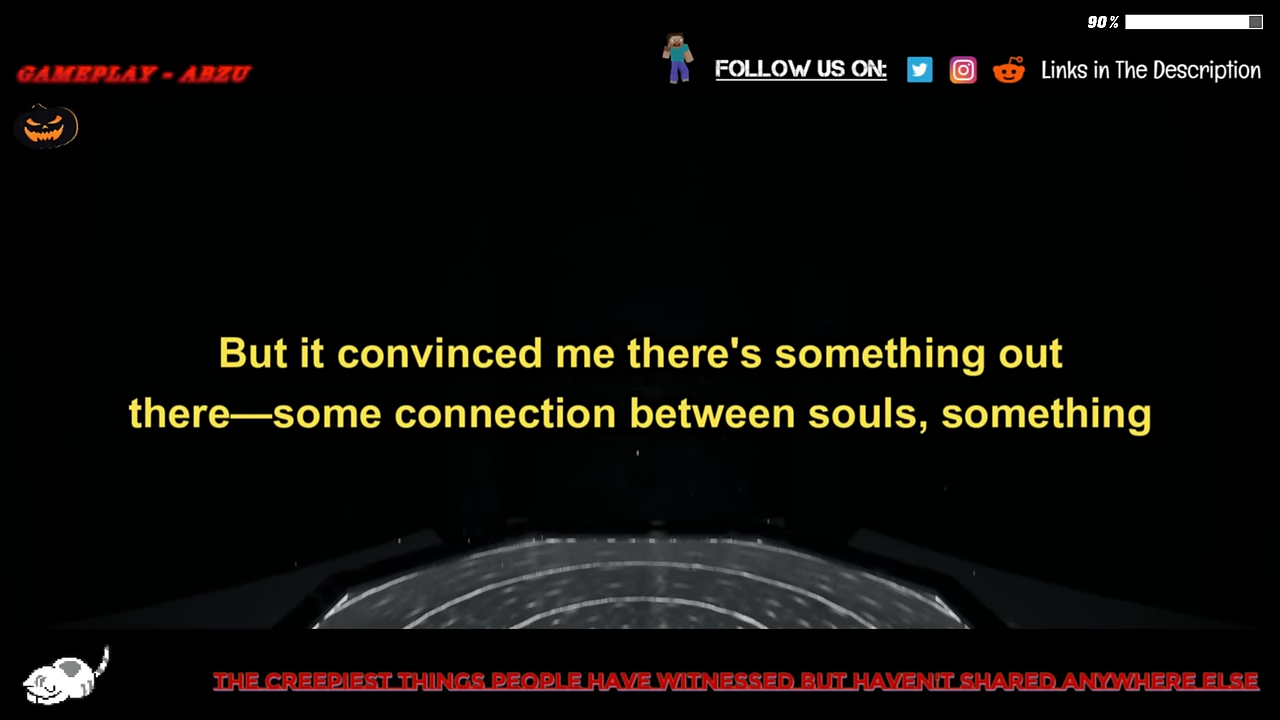 90%
GAMEPLAY - ABZU
FOLLOW US ON:
Links in The Description
But it convinced me there's something out
there—some connection between souls, something
THE CREEPIEST THINGS PEOPLE HAVE WITNESSED BUT HAVEN'T SHARED ANYWHERE ELSE